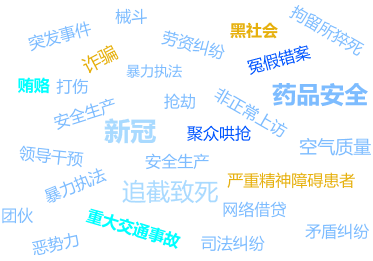 械斗
拘留所猝死
突发事件
黑社会
劳资纠纷
诈骗
冤假错案
暴力执法
贿赂
打伤
药品安全
抢劫
非正常上访
安全生产
新冠
聚众哄抢
空气质量
领导干预
安全生产
暴力执法
追截致死
严重精神障碍患者
团伙
网络借贷
重大交通事故
矛盾纠纷
恶势力
司法纠纷